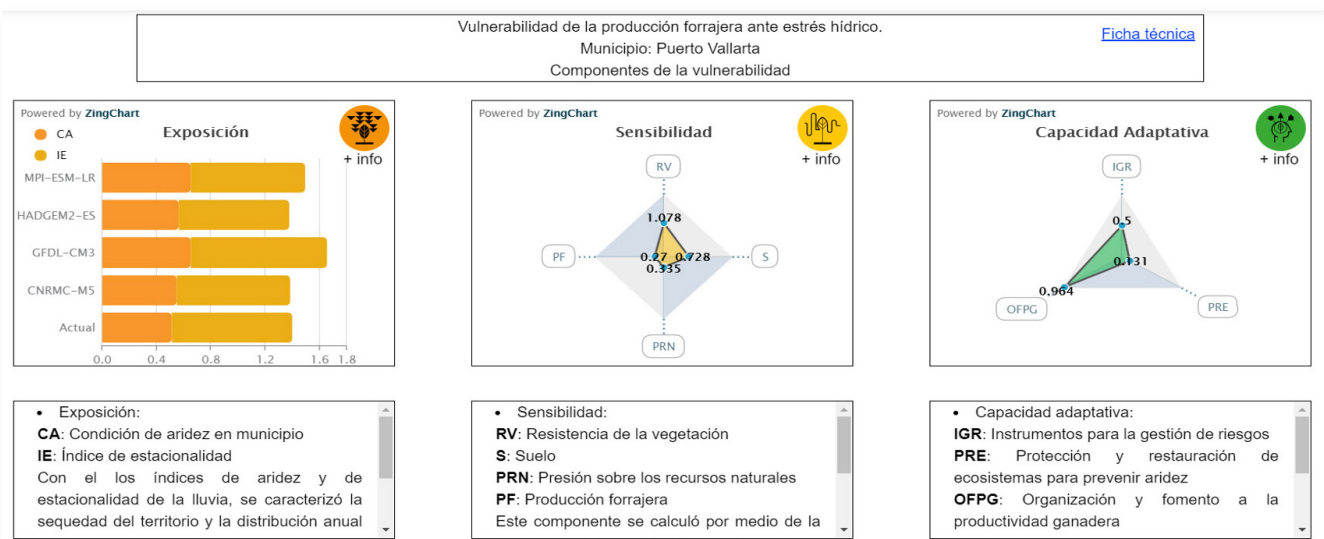 Vulnerabilidad de la producción forrajera ante estrés hídrico.
Municipio: Puerto Vallarta
Componentes de la vulnerabilidad
Ficha técnica
Powered by ZingChart
Exposición
+ info
CA
IE
MPI-ESM-LR
HADGEM2-ES
GFDL-CM3
CNRMC-M5
Actual
0.0 0.4 0.8 1.2 1.6 1.8
Powered by ZingChart
Sensibilidad
+ info
RV
1.078
PF
0.27 0.728
S
0.335
PRN
Powered by ZingChart
Capacidad Adaptativa
+ info
IGR
0.5
0.131
0.964
OFPG
PRE
• Exposición:
CA: Condición de aridez en municipio
IE: Índice de estacionalidad
Con el los índices de aridez y de
estacionalidad de la lluvia, se caracterizó la
sequedad del territorio y la distribución anual
• Sensibilidad:
RV: Resistencia de la vegetación
S: Suelo
PRN: Presión sobre los recursos naturales
PF: Producción forrajera
Este componente se calculó por medio de la
• Capacidad adaptativa:
IGR: Instrumentos para la gestión de riesgos
PRE: Protección y restauración de
ecosistemas para prevenir aridez
OFPG: Organización y fomento a la
productividad ganadera